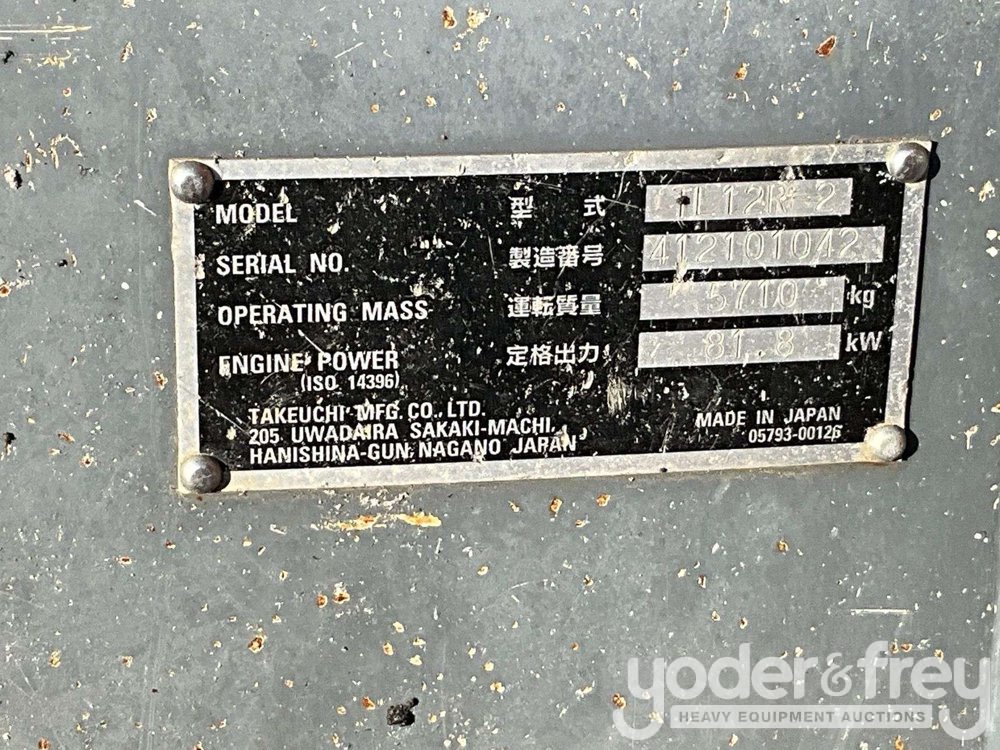 MODEL 型 式 TL12R-2
SERIAL NO. 製造番号 412101042
OPERATING MASS 運転質量 5710 kg
ENGINE POWER 定格出力 81.8 kW
(ISO 14396)
TAKEUCHI MFG. CO., LTD.
205 UWADAIRA SAKAKI-MACHI, MADE IN JAPAN
HANISHINA-GUN, NAGANO JAPAN 05793-00126
yoder&frey
HEAVY EQUIPMENT AUCTIONS